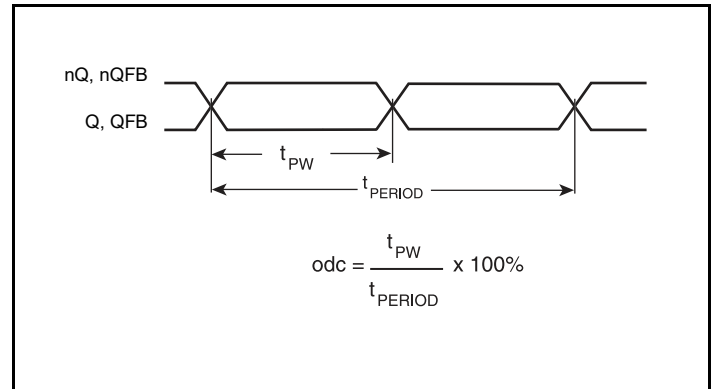 nQ, nQFB
Q, QFB
tPW
tPERIOD
odc = tPW / tPERIOD x 100%